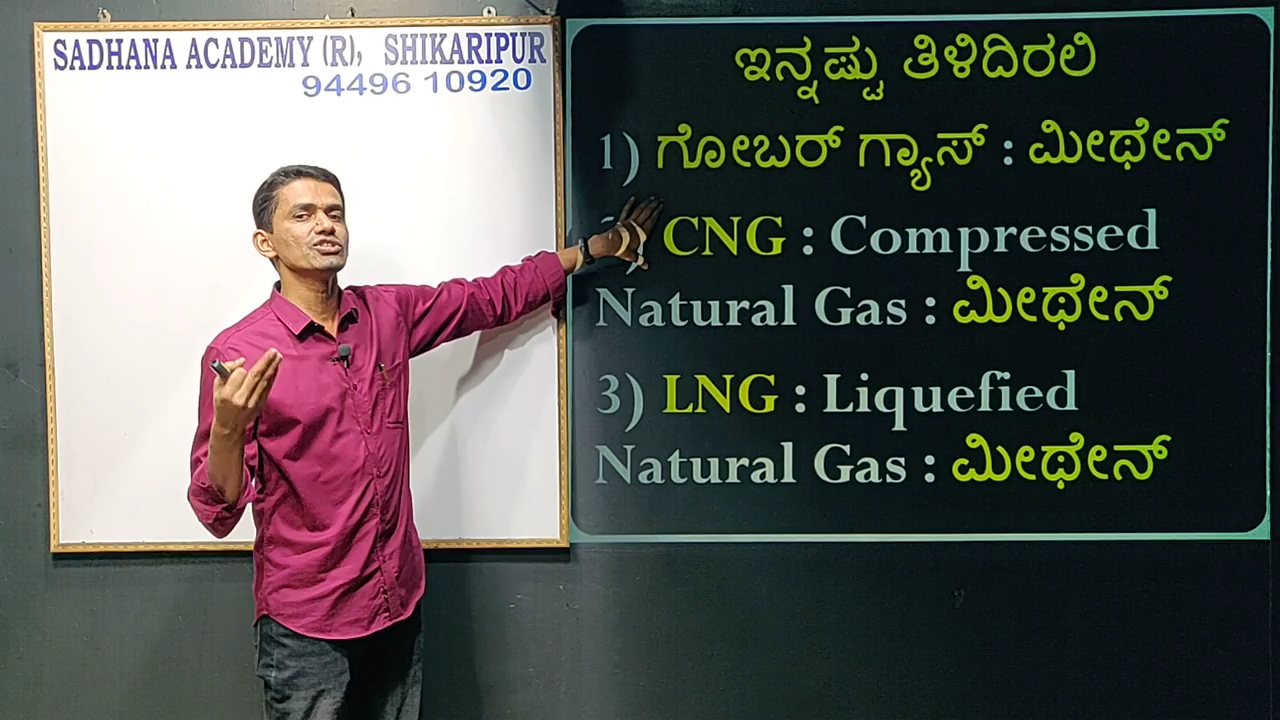 SADHANA ACADEMY (R), SHIKARIPUR
94496 10920
ಇನ್ನಷ್ಟು ತಿಳಿದಿರಲಿ
1) ಗೋಬರ್ ಗ್ಯಾಸ್ : ಮೀಥೇನ್
CNG : Compressed
Natural Gas : ಮೀಥೇನ್
3) LNG : Liquefied
Natural Gas : ಮೀಥೇನ್